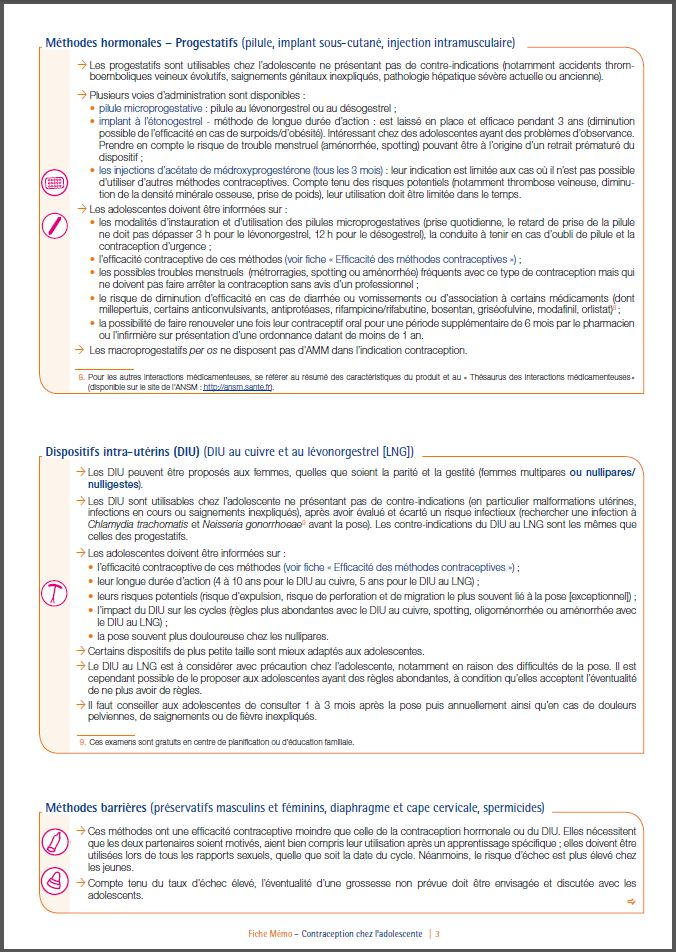 Méthodes hormonales – Progestatifs (pilule, implant sous-cutané, injection intramusculaire)
→ Les progestatifs sont utilisables chez l'adolescente ne présentant pas de contre-indications (notamment accidents throm-
boemboliques veineux évolutifs, saignements génitaux inexpliqués, pathologie hépatique sévère actuelle ou ancienne).
→ Plusieurs voies d'administration sont disponibles :
• pilule microprogestative : pilule au lévonorgestrel ou au désogestrel ;
• implant à l'étonogestrel - méthode de longue durée d'action : est laissé en place et efficace pendant 3 ans (diminution
possible de l'efficacité en cas de surpoids/d'obésité). Intéressant chez des adolescentes ayant des problèmes d'observance.
Prendre en compte le risque de trouble menstruel (aménorrhée, spotting) pouvant être à l'origine d'un retrait prématuré du
dispositif ;
• les injections d'acétate de médroxyprogestérone (tous les 3 mois) : leur indication est limitée aux cas où il n'est pas possible
d'utiliser d'autres méthodes contraceptives. Compte tenu des risques potentiels (notamment thrombose veineuse, diminu-
tion de la densité minérale osseuse, prise de poids), leur utilisation doit être limitée dans le temps.
→ Les adolescentes doivent être informées sur :
• les modalités d'instauration et d'utilisation des pilules microprogestatives (prise quotidienne, le retard de prise de la pilule
ne doit pas dépasser 3 h pour le lévonorgestrel, 12 h pour le désogestrel), la conduite à tenir en cas d'oubli de pilule et la
contraception d'urgence ;
• l'efficacité contraceptive de ces méthodes (voir fiche « Efficacité des méthodes contraceptives ») ;
• les possibles troubles menstruels (métrorragies, spotting ou aménorrhée) fréquents avec ce type de contraception mais qui
ne doivent pas faire arrêter la contraception sans avis d'un professionnel ;
• le risque de diminution d'efficacité en cas de diarrhée ou vomissements ou d'association à certains médicaments (dont
millepertuis, certains anticonvulsivants, antiprotéases, rifampicine/rifabutine, bosentan, griséofulvine, modafinil, orlistat)8 ;
• la possibilité de faire renouveler une fois leur contraceptif oral pour une période supplémentaire de 6 mois par le pharmacien
ou l'infirmière sur présentation d'une ordonnance datant de moins de 1 an.
→ Les macroprogestatifs per os ne disposent pas d'AMM dans l'indication contraception.
8. Pour les autres interactions médicamenteuses, se référer au résumé des caractéristiques du produit et au « Thésaurus des interactions médicamenteuses»
(disponible sur le site de l'ANSM : http://ansm.sante.fr).
Dispositifs intra-utérins (DIU) (DIU au cuivre et au lévonorgestrel [LNG])
→ Les DIU peuvent être proposés aux femmes, quelles que soient la parité et la gestité (femmes multipares ou nullipares/
nulligestes).
→ Les DIU sont utilisables chez l'adolescente ne présentant pas de contre-indications (en particulier malformations utérines,
infections en cours ou saignements inexpliqués), après avoir évalué et écarté un risque infectieux (rechercher une infection à
Chlamydia trachomatis et Neisseria gonorrhoeae9 avant la pose). Les contre-indications du DIU au LNG sont les mêmes que
celles des progestatifs.
→ Les adolescentes doivent être informées sur :
• l'efficacité contraceptive de ces méthodes (voir fiche « Efficacité des méthodes contraceptives ») ;
• leur longue durée d'action (4 à 10 ans pour le DIU au cuivre, 5 ans pour le DIU au LNG) ;
• leurs risques potentiels (risque d'expulsion, risque de perforation et de migration le plus souvent lié à la pose [exceptionnel]) ;
• l'impact du DIU sur les cycles (règles plus abondantes avec le DIU au cuivre, spotting, oligoménorrhée ou aménorrhée avec
le DIU au LNG) ;
• la pose souvent plus douloureuse chez les nullipares.
→ Certains dispositifs de plus petite taille sont mieux adaptés aux adolescentes.
→ Le DIU au LNG est à considérer avec précaution chez l'adolescente, notamment en raison des difficultés de la pose. Il est
cependant possible de le proposer aux adolescentes ayant des règles abondantes, à condition qu'elles acceptent l'éventualité
de ne plus avoir de règles.
→ Il faut conseiller aux adolescentes de consulter 1 à 3 mois après la pose puis annuellement ainsi qu'en cas de douleurs
pelviennes, de saignements ou de fièvre inexpliqués.
9. Ces examens sont gratuits en centre de planification ou d'éducation familiale.
Méthodes barrières (préservatifs masculins et féminins, diaphragme et cape cervicale, spermicides)
→ Ces méthodes ont une efficacité contraceptive moindre que celle de la contraception hormonale ou du DIU. Elles nécessitent
que les deux partenaires soient motivés, aient bien compris leur utilisation après un apprentissage spécifique ; elles doivent être
utilisées lors de tous les rapports sexuels, quelle que soit la date du cycle. Néanmoins, le risque d'échec est plus élevé chez
les jeunes.
→ Compte tenu du taux d'échec élevé, l'éventualité d'une grossesse non prévue doit être envisagée et discutée avec les
adolescents.
Fiche Mémo – Contraception chez l'adolescente | 3